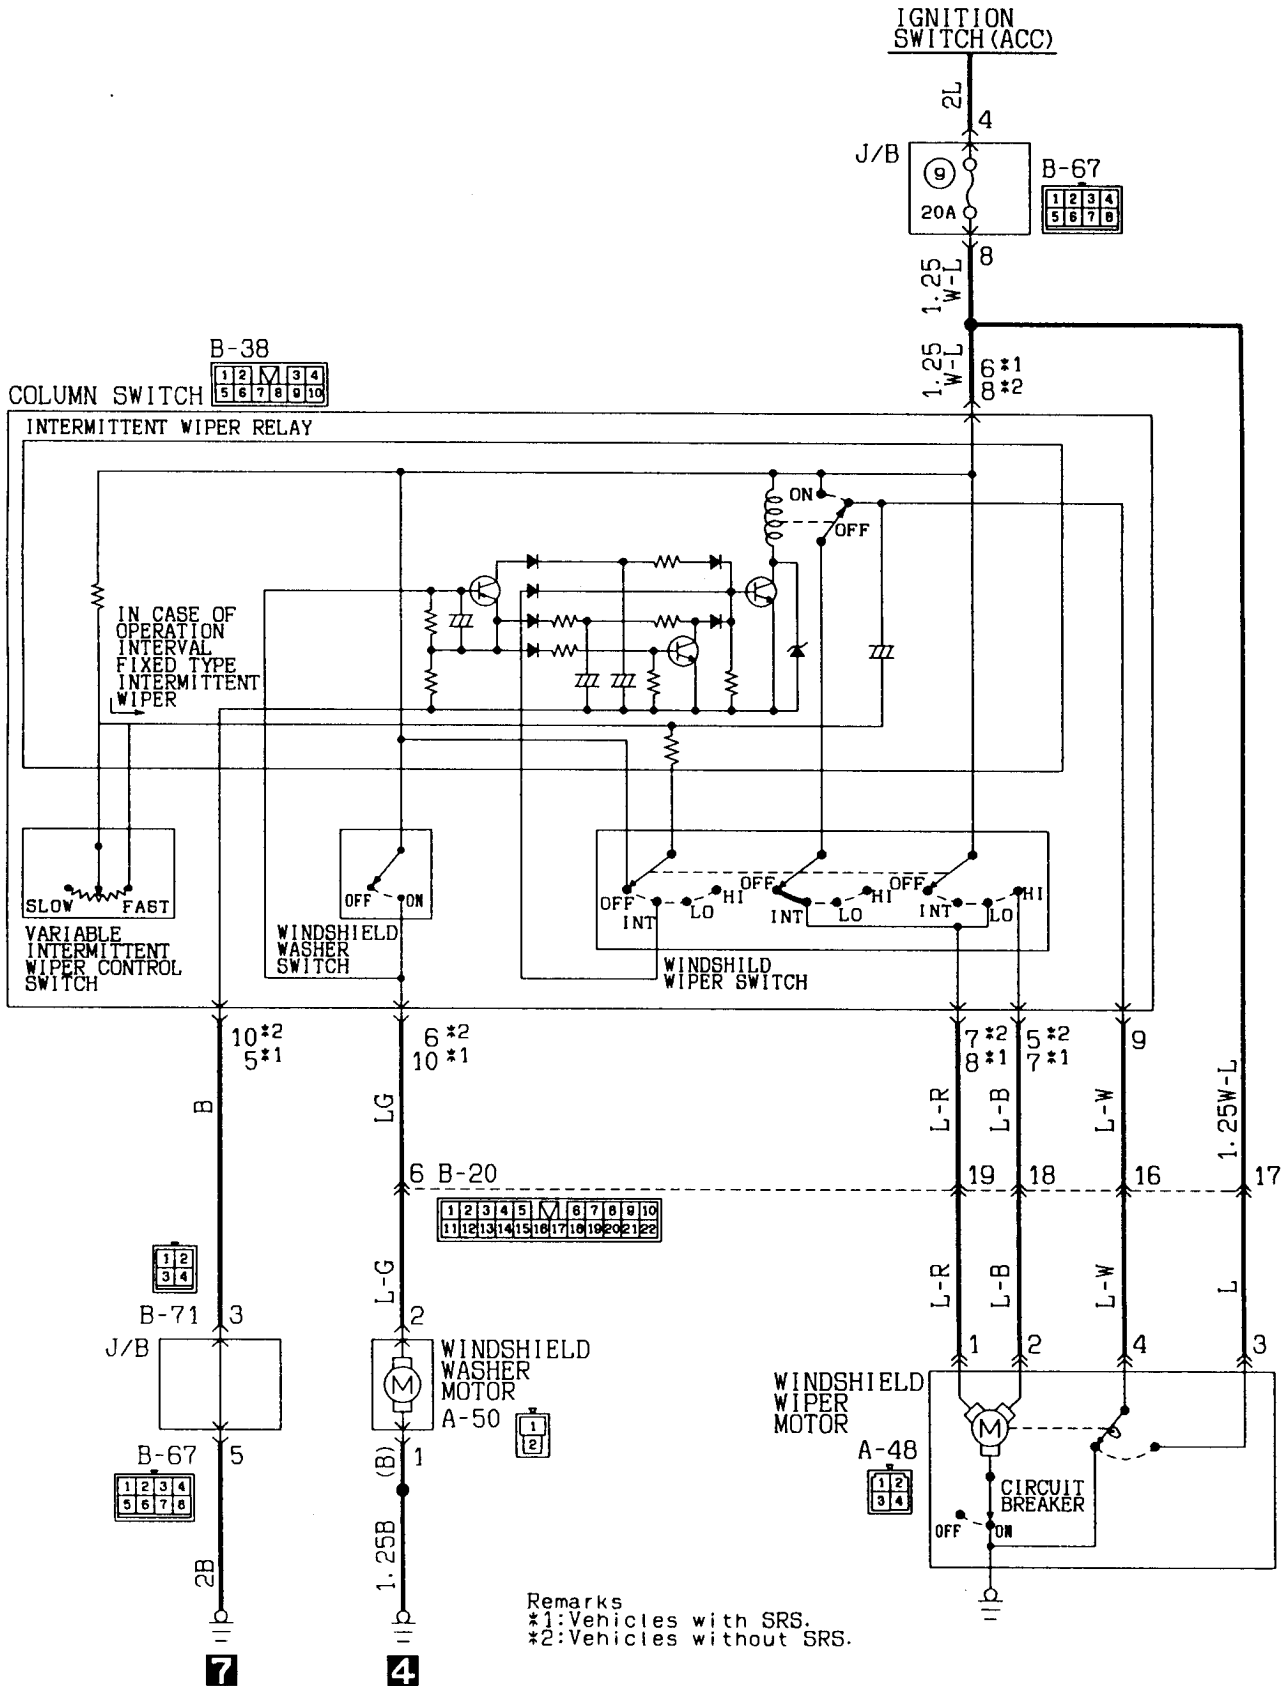 IGNITION
SWITCH(ACC)
2L
4
J/B
9
20A
B-67
1 2 3 4
5 6 7 8
8
1.25
W-L
1.25
W-L
6*1
8*2
B-38
1 2 3 4
5 6 7 8 9 10
COLUMN SWITCH
INTERMITTENT WIPER RELAY
ON
OFF
IN CASE OF
OPERATION
INTERVAL
FIXED TYPE
INTERMITTENT
WIPER
SLOW FAST
OFF ON
OFF INT LO HI
OFF INT LO HI
OFF INT LO HI
VARIABLE
INTERMITTENT
WIPER CONTROL
SWITCH
WINDSHIELD
WASHER
SWITCH
WINDSHILD
WIPER SWITCH
10*2
5*1
6*2
10*1
7*2
8*1
5*2
7*1
9
B
LG
L-R
L-B
L-W
1.25W-L
6 B-20
19
18
16
17
1 2 3 4 5 6 7 8 9 10
11 12 13 14 15 16 17 18 19 20 21 22
1 2
3 4
L-G
L-R
L-B
L-W
L
B-71
3
2
1
2
4
3
J/B
M
WINDSHIELD
WASHER
MOTOR
A-50
1
2
WINDSHIELD
WIPER
MOTOR
M
A-48
1 2
3 4
CIRCUIT
BREAKER
OFF
ON
B-67
5
1 2 3 4
5 6 7 8
(B)
1
2B
1.25B
Remarks
*1:Vehicles with SRS.
*2:Vehicles without SRS.
7
4